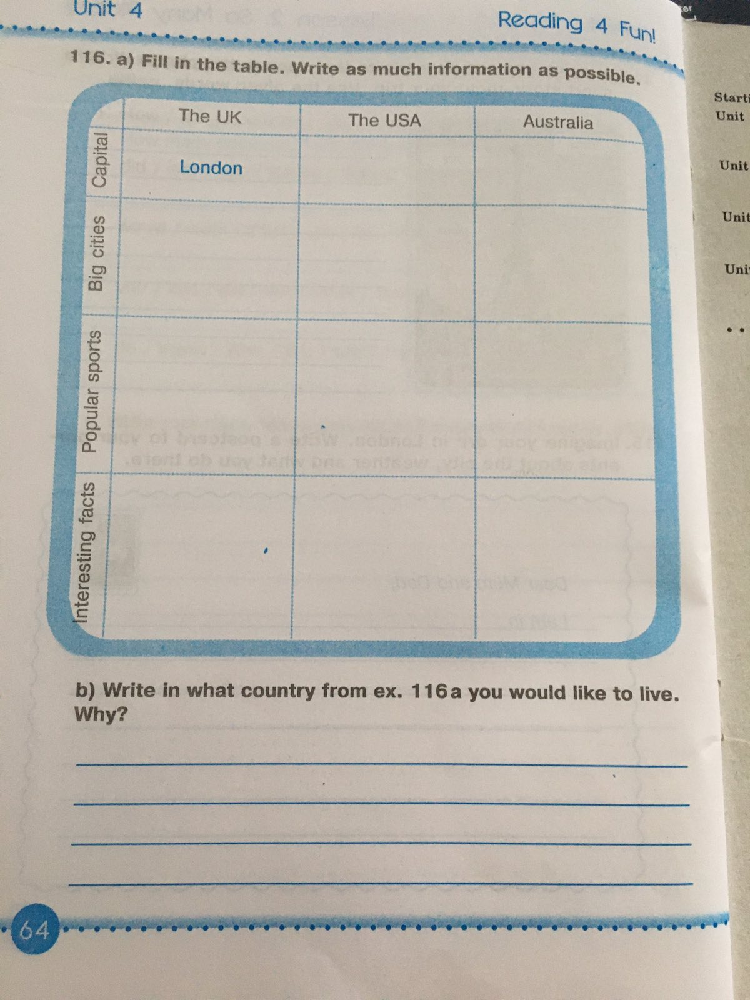 Unit 4
Reading 4 Fun!
116. a) Fill in the table. Write as much information as possible.
The UK
The USA
Australia
Capital
London
Big cities
Popular sports
Interesting facts
b) Write in what country from ex. 116a you would like to live.
Why?
64
Unit
Unit
Unit